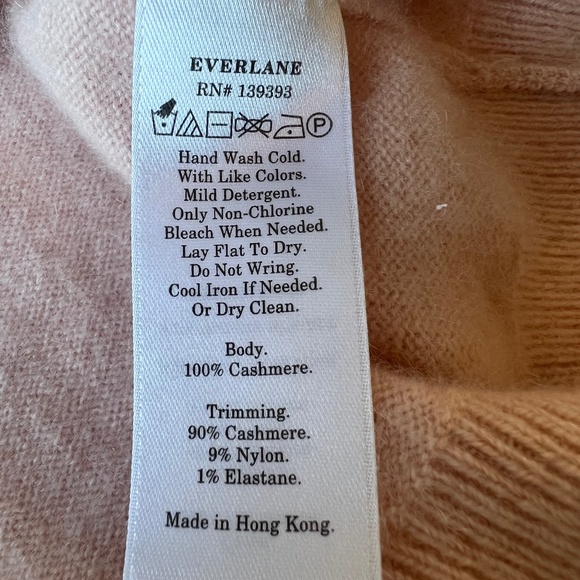 EVERLANE
RN# 139393
P
Hand Wash Cold.
With Like Colors.
Mild Detergent.
Only Non-Chlorine
Bleach When Needed.
Lay Flat To Dry.
Do Not Wring.
Cool Iron If Needed.
Or Dry Clean.
Body.
100% Cashmere.
Trimming.
90% Cashmere.
9% Nylon.
1% Elastane.
Made in Hong Kong.